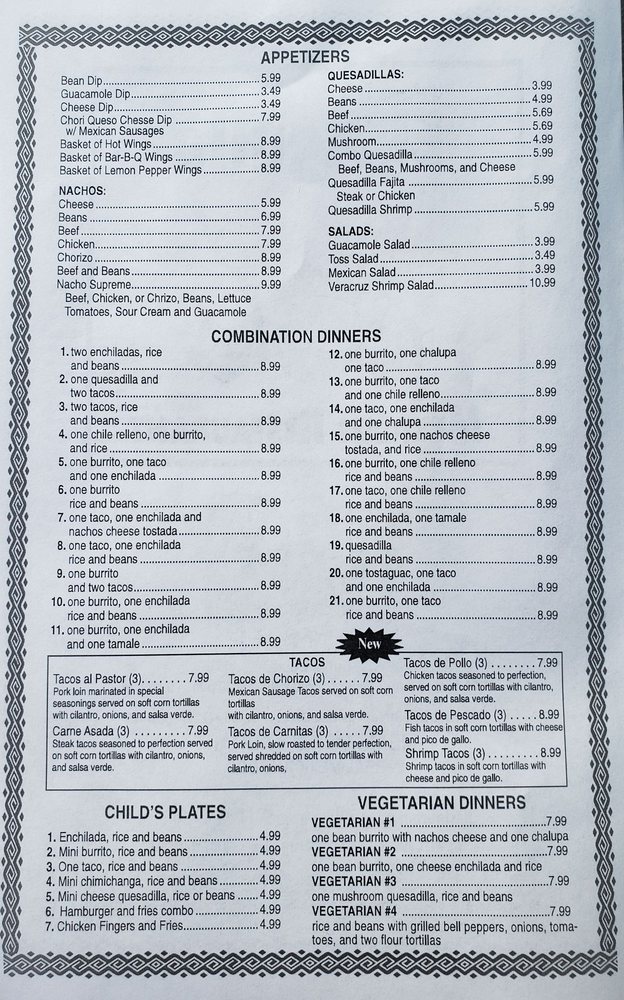 APPETIZERS
Bean Dip....................................................5.99
Guacamole Dip........................................3.49
Cheese Dip...............................................3.49
Chori Queso Chesse Dip ........................7.99
w/ Mexican Sausages
Basket of Hot Wings................................8.99
Basket of Bar-B-Q Wings ........................8.99
Basket of Lemon Pepper Wings...............8.99
NACHOS:
Cheese.....................................................5.99
Beans .......................................................6.99
Beef..........................................................7.99
Chicken.....................................................7.99
Chorizo .....................................................8.99
Beef and Beans.......................................8.99
Nacho Supreme.......................................9.99
Beef, Chicken, or Chrizo, Beans, Lettuce
Tomatoes, Sour Cream and Guacamole
QUESADILLAS:
Cheese .....................................................3.99
Beans .......................................................4.99
Beef..........................................................5.69
Chicken.....................................................5.69
Mushroom.................................................4.99
Combo Quesadilla....................................5.99
Beef, Beans, Mushrooms, and Cheese
Quesadilla Fajita ......................................5.99
Steak or Chicken
Quesadilla Shrimp ....................................5.99
SALADS:
Guacamole Salad.....................................3.99
Toss Salad................................................3.49
Mexican Salad..........................................3.99
Veracruz Shrimp Salad............................10.99
COMBINATION DINNERS
1. two enchiladas, rice
and beans................................................8.99
2. one quesadilla and
two tacos..................................................8.99
3. two tacos, rice
and beans................................................8.99
4. one chile relleno, one burrito,
and rice ....................................................8.99
5. one burrito, one taco
and one enchilada ....................................8.99
6. one burrito
rice and beans .........................................8.99
7. one taco, one enchilada and
nachos cheese tostada.............................8.99
8. one taco, one enchilada
rice and beans .........................................8.99
9. one burrito
and two tacos...........................................8.99
10. one burrito, one enchilada
rice and beans .........................................8.99
11. one burrito, one enchilada
and one tamale ........................................8.99
12. one burrito, one chalupa
one taco ...................................................8.99
13. one burrito, one taco
and one chile relleno.................................8.99
14. one taco, one enchilada
and one chalupa .......................................8.99
15. one burrito, one nachos cheese
tostada, and rice .......................................8.99
16. one burrito, one chile relleno
rice and beans .........................................8.99
17. one taco, one chile relleno
rice and beans .........................................8.99
18. one enchilada, one tamale
rice and beans .........................................8.99
19. quesadilla
rice and beans .........................................8.99
20. one tostaguac, one taco
and one enchilada ....................................8.99
21. one burrito, one taco
rice and beans .........................................8.99
New
TACOS
Tacos al Pastor (3). . . . . . . . 7.99
Pork loin marinated in special
seasonings served on soft corn tortillas
with cilantro, onions, and salsa verde.
Carne Asada (3) . . . . . . . . . 7.99
Steak tacos seasoned to perfection served
on soft corn tortillas with cilantro, onions,
and salsa verde.
Tacos de Chorizo (3) . . . . . . 7.99
Mexican Sausage Tacos served on soft corn
tortillas
with cilantro, onions, and salsa verde.
Tacos de Carnitas (3) . . . . . 7.99
Pork Loin, slow roasted to tender perfection,
served shredded on soft corn tortillas with
cilantro, onions,
Tacos de Pollo (3) . . . . . . . . 7.99
Chicken tacos seasoned to perfection,
served on soft corn tortillas with cilantro,
onions, and salsa verde.
Tacos de Pescado (3) . . . . . 8.99
Fish tacos in soft corn tortillas with cheese
and pico de gallo.
Shrimp Tacos (3) . . . . . . . . . 8.99
Shrimp tacos in soft corn tortillas with
cheese and pico de gallo.
CHILD'S PLATES
1. Enchilada, rice and beans........................4.99
2. Mini burrito, rice and beans......................4.99
3. One taco, rice and beans.........................4.99
4. Mini chimichanga, rice and beans............4.99
5. Mini cheese quesadilla, rice or beans ......4.99
6. Hamburger and fries combo.....................4.99
7. Chicken Fingers and Fries........................4.99
VEGETARIAN DINNERS
VEGETARIAN #1 ...............................................7.99
one bean burrito with nachos cheese and one chalupa
VEGETARIAN #2 ...............................................7.99
one bean burrito, one cheese enchilada and rice
VEGETARIAN #3 ...............................................7.99
one mushroom quesadilla, rice and beans
VEGETARIAN #4 ...............................................7.99
rice and beans with grilled bell peppers, onions, toma-
toes, and two flour tortillas